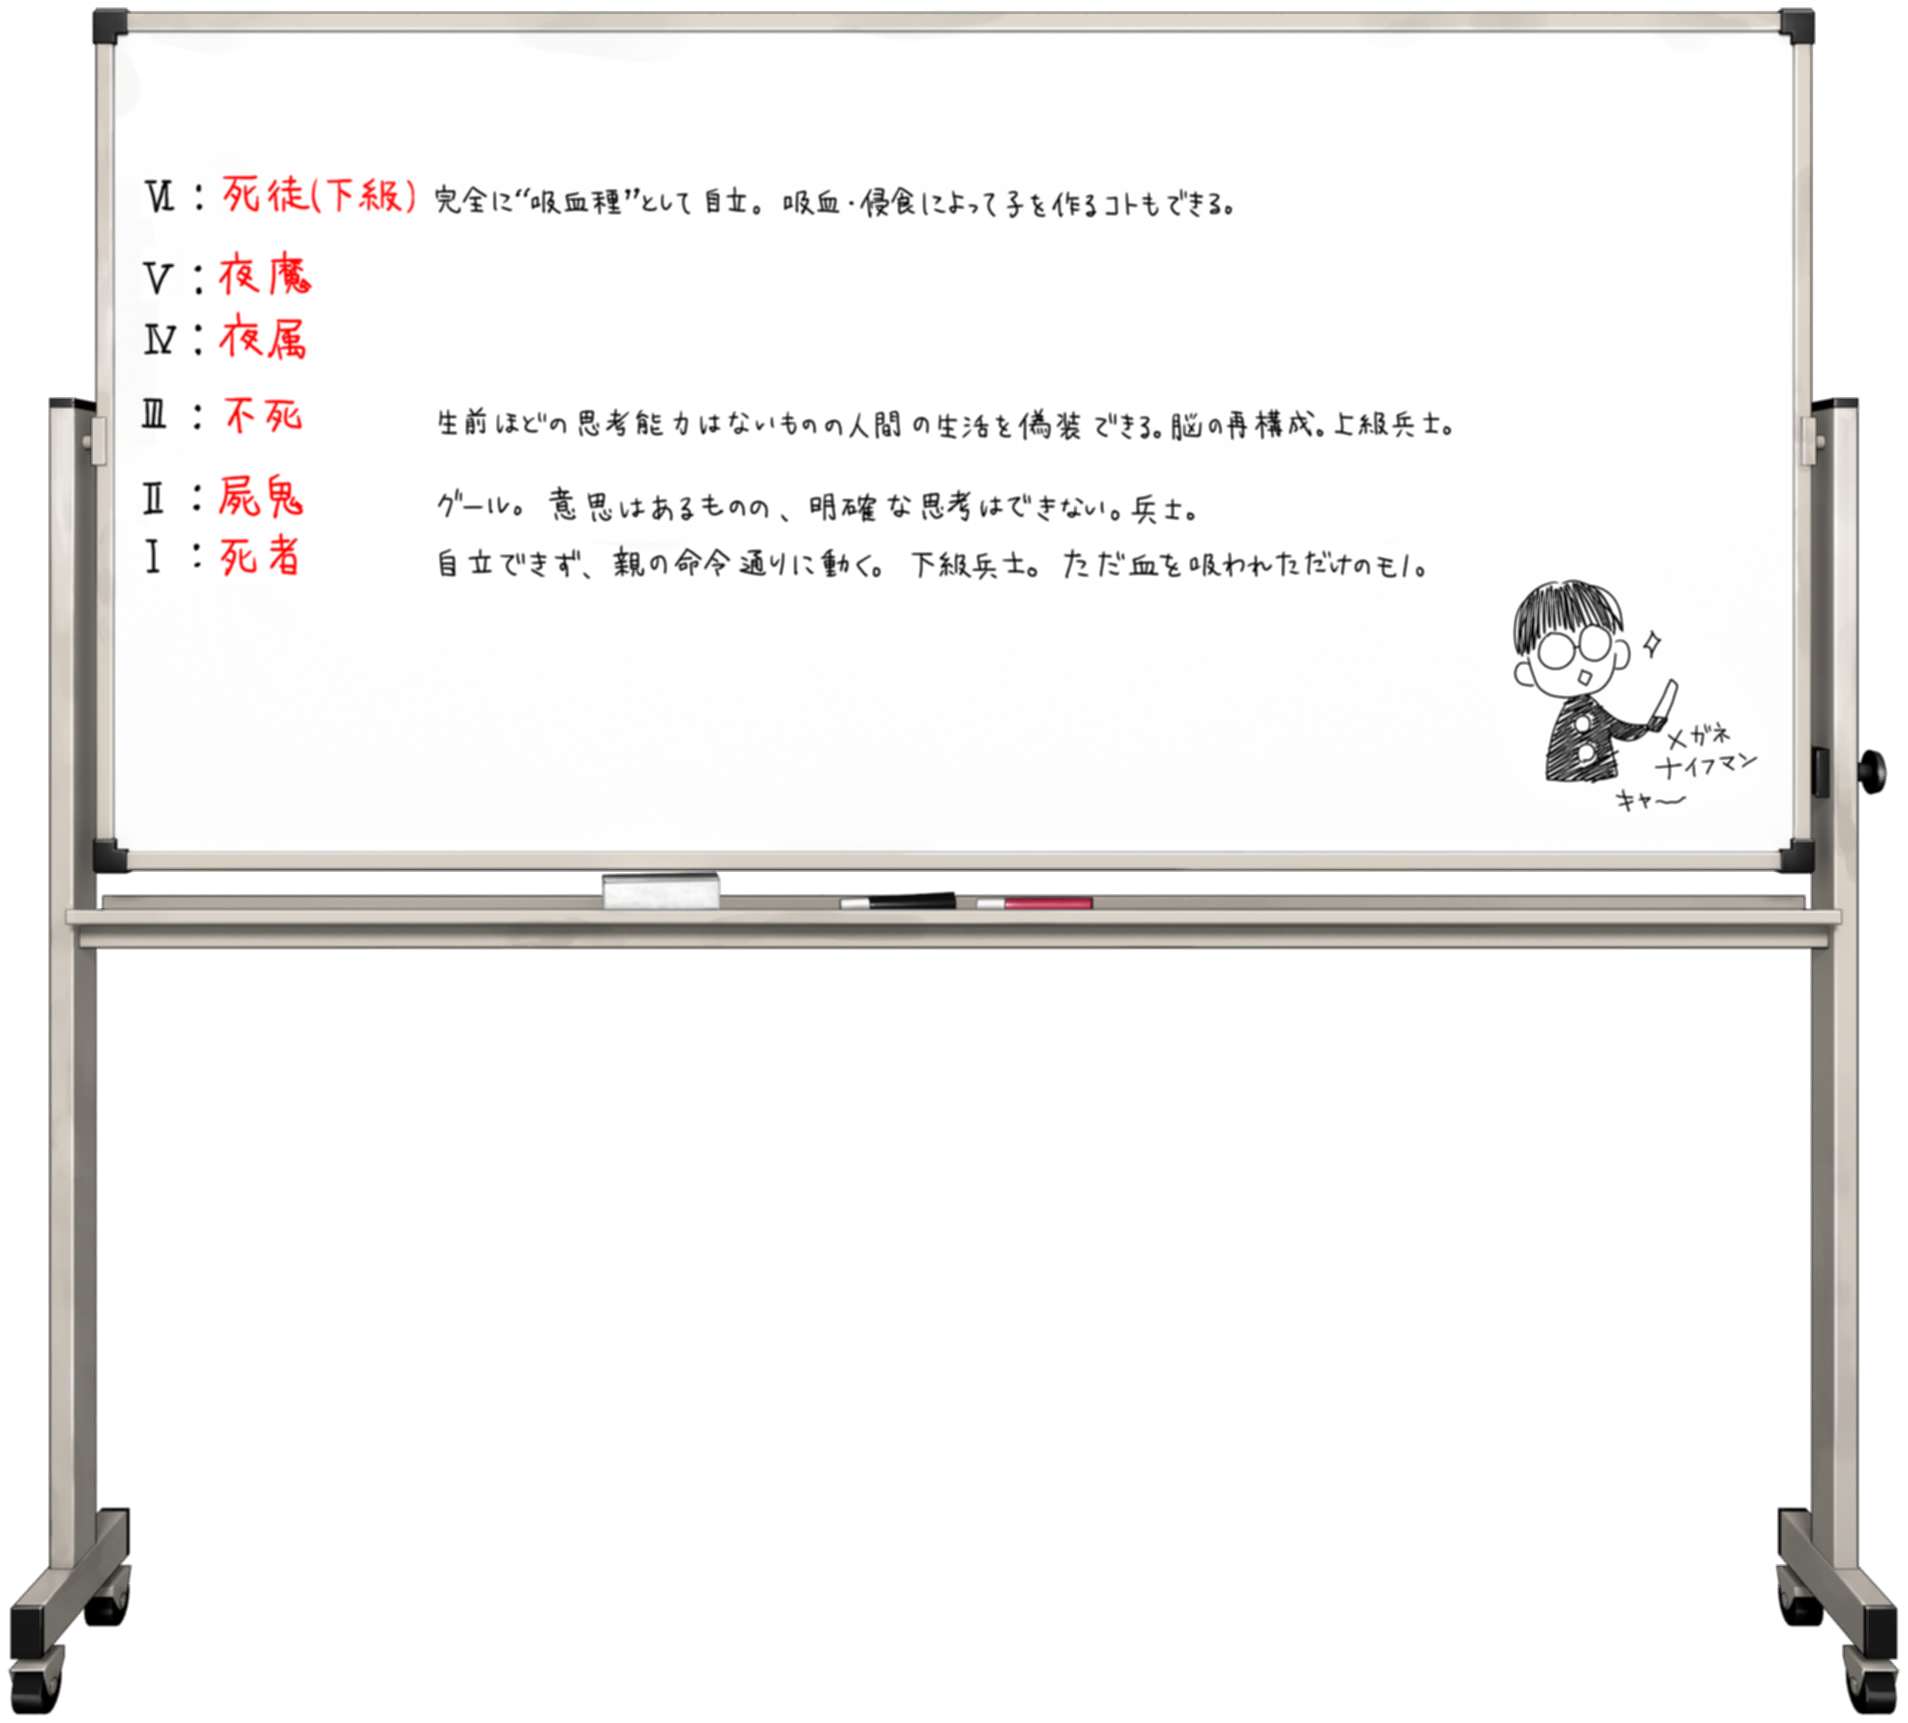 Ⅵ：死徒(下級) 完全に“吸血種”として自立。吸血・侵食によって子を作るコトもできる。
Ⅴ：夜魔
Ⅳ：夜属
Ⅲ：不死 生前ほどの思考能力はないものの人間の生活を偽装できる。脳の再構成。上級兵士。
Ⅱ：屍鬼 グール。意思はあるものの、明確な思考はできない。兵士。
Ⅰ：死者 自立できず、親の命令通りに動く。下級兵士。ただ血を吸われただけのモノ。
メガネ
ナイフマン
キャ～